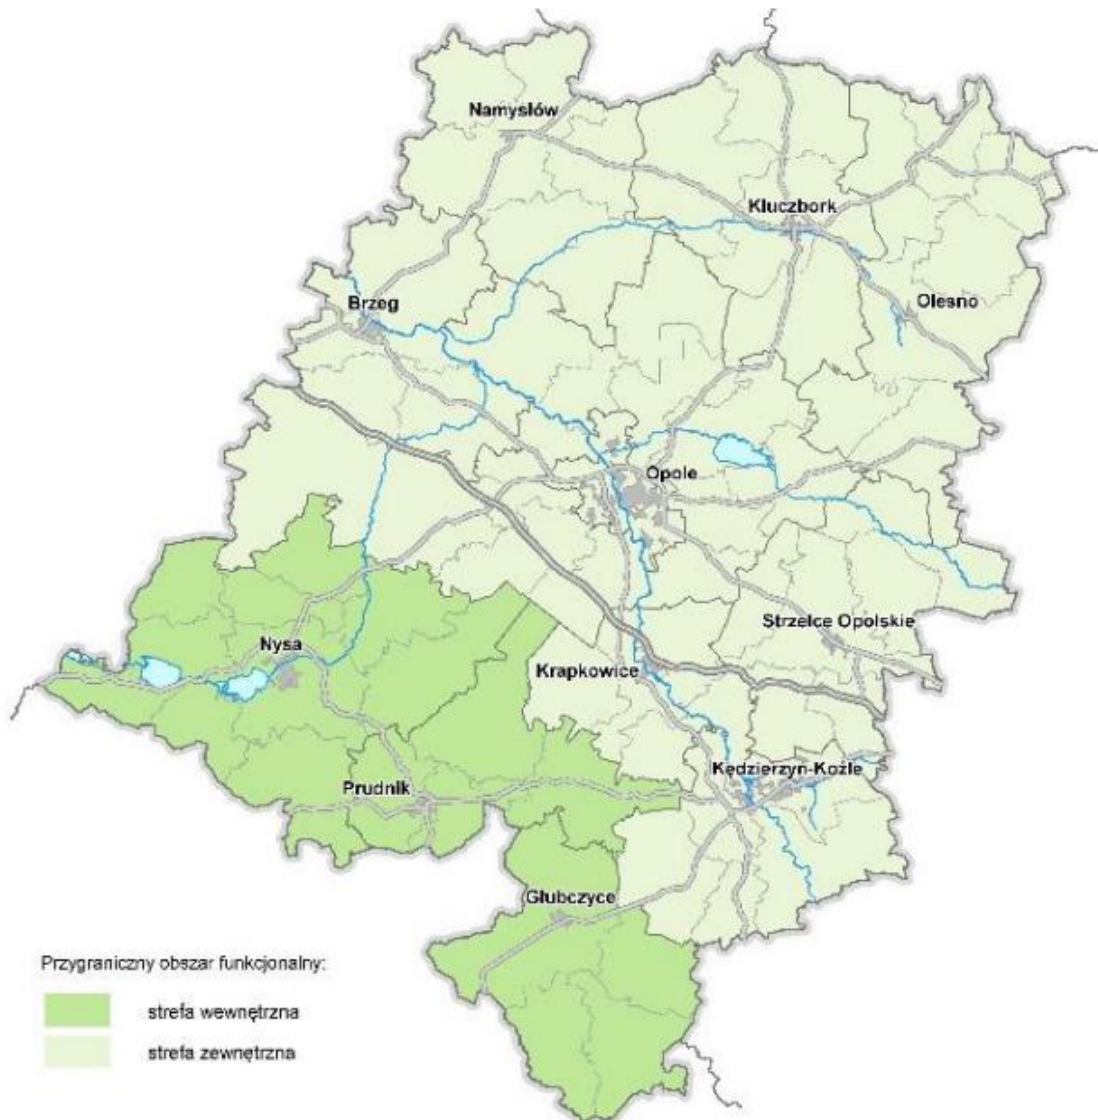 Namysłów
Kluczbork
Olesno
Brzeg
Opole
Strzelce Opolskie
Nysa
Krapkowice
Kędzierzyn-Koźle
Prudnik
Głubczyce
Przygraniczny obszar funkcjonalny:
strefa wewnętrzna
strefa zewnętrzna